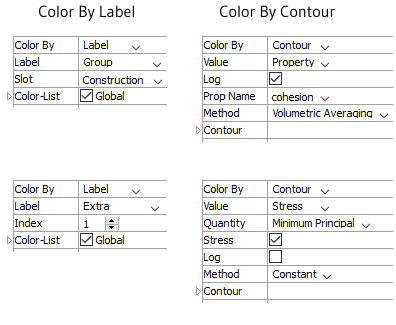 Color By Label
Color By Label
Label Group
Slot Construction
Color-List Global
Color By Label
Label Extra
Index 1
Color-List Global
Color By Contour
Color By Contour
Value Property
Log
Prop Name cohesion
Method Volumetric Averaging
Contour
Color By Contour
Value Stress
Quantity Minimum Principal
Stress
Log
Method Constant
Contour